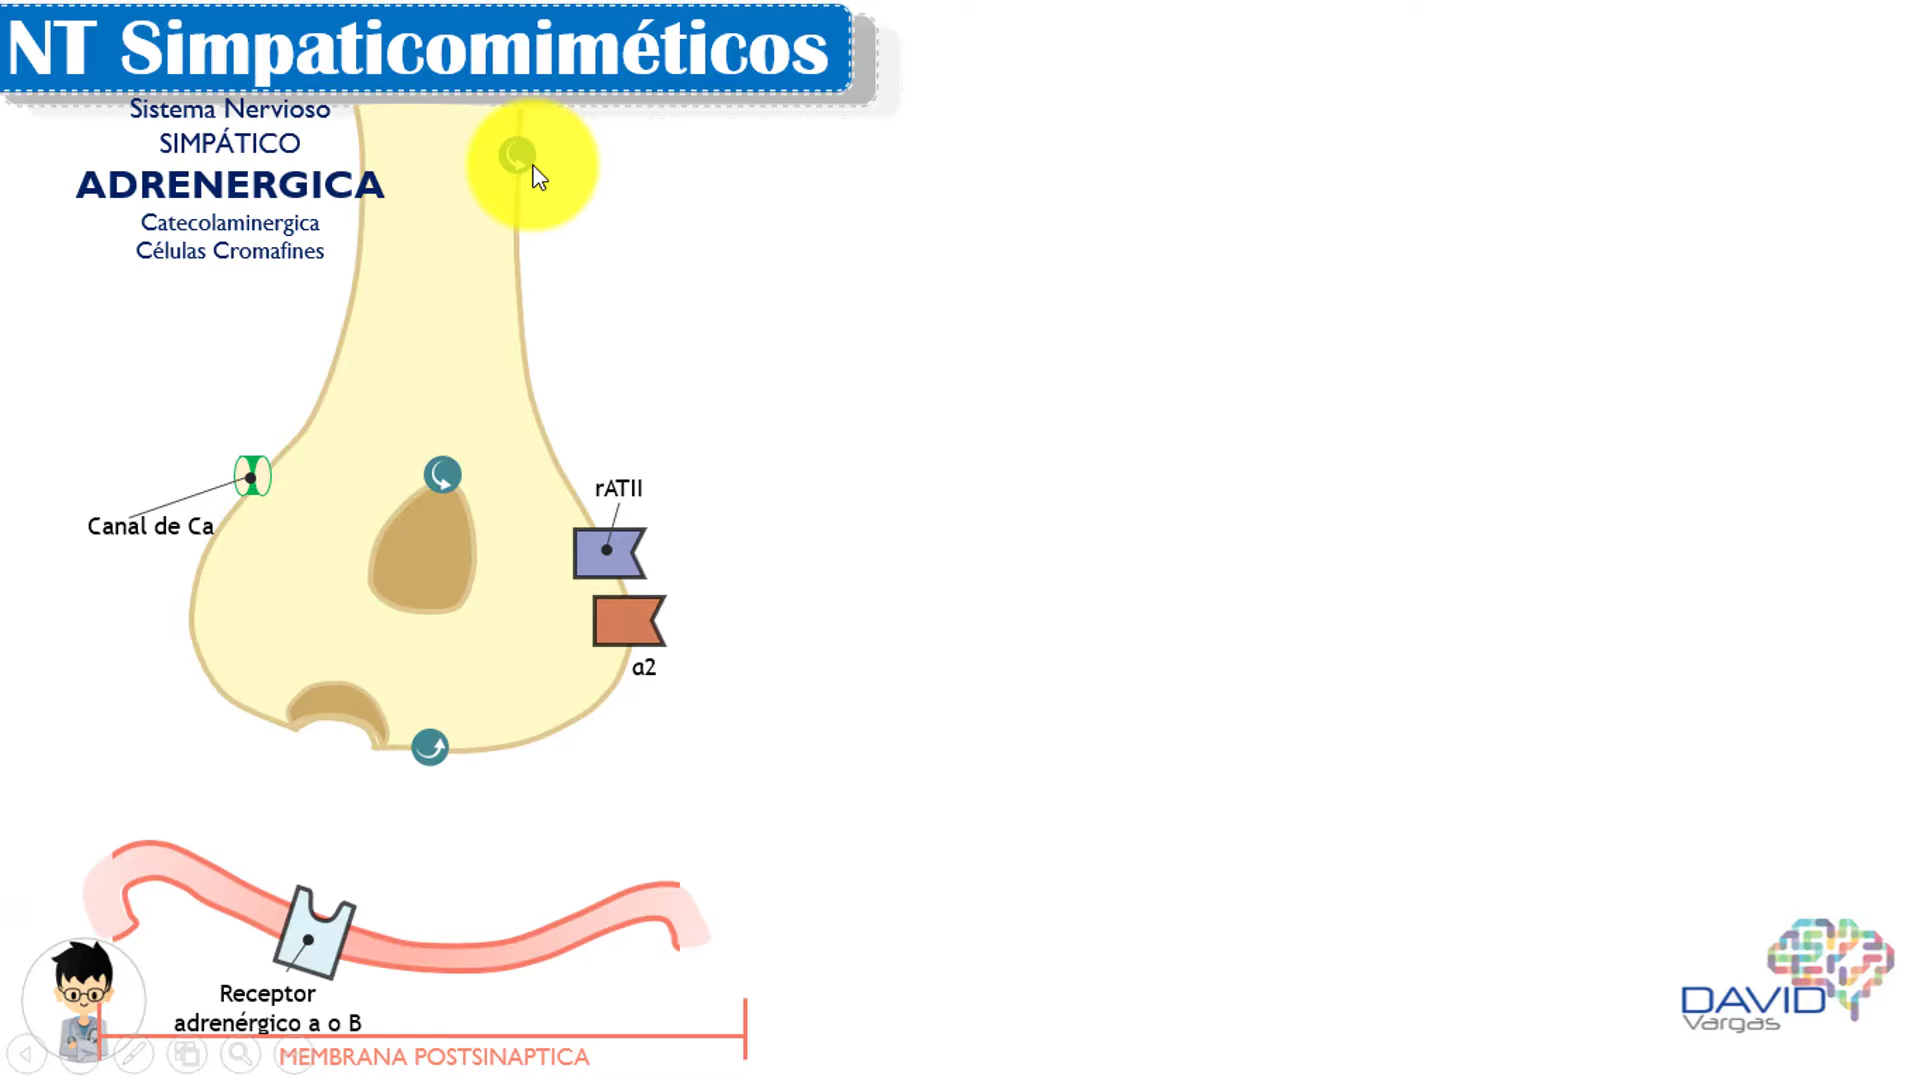 NT Simpaticomiméticos
Sistema Nervioso
SIMPÁTICO
ADRENERGICA
Catecolaminergica
Células Cromafines
rATII
Canal de Ca
a2
Receptor
adrenérgico a o B
MEMBRANA POSTSINAPTICA
DAVID
Vargas